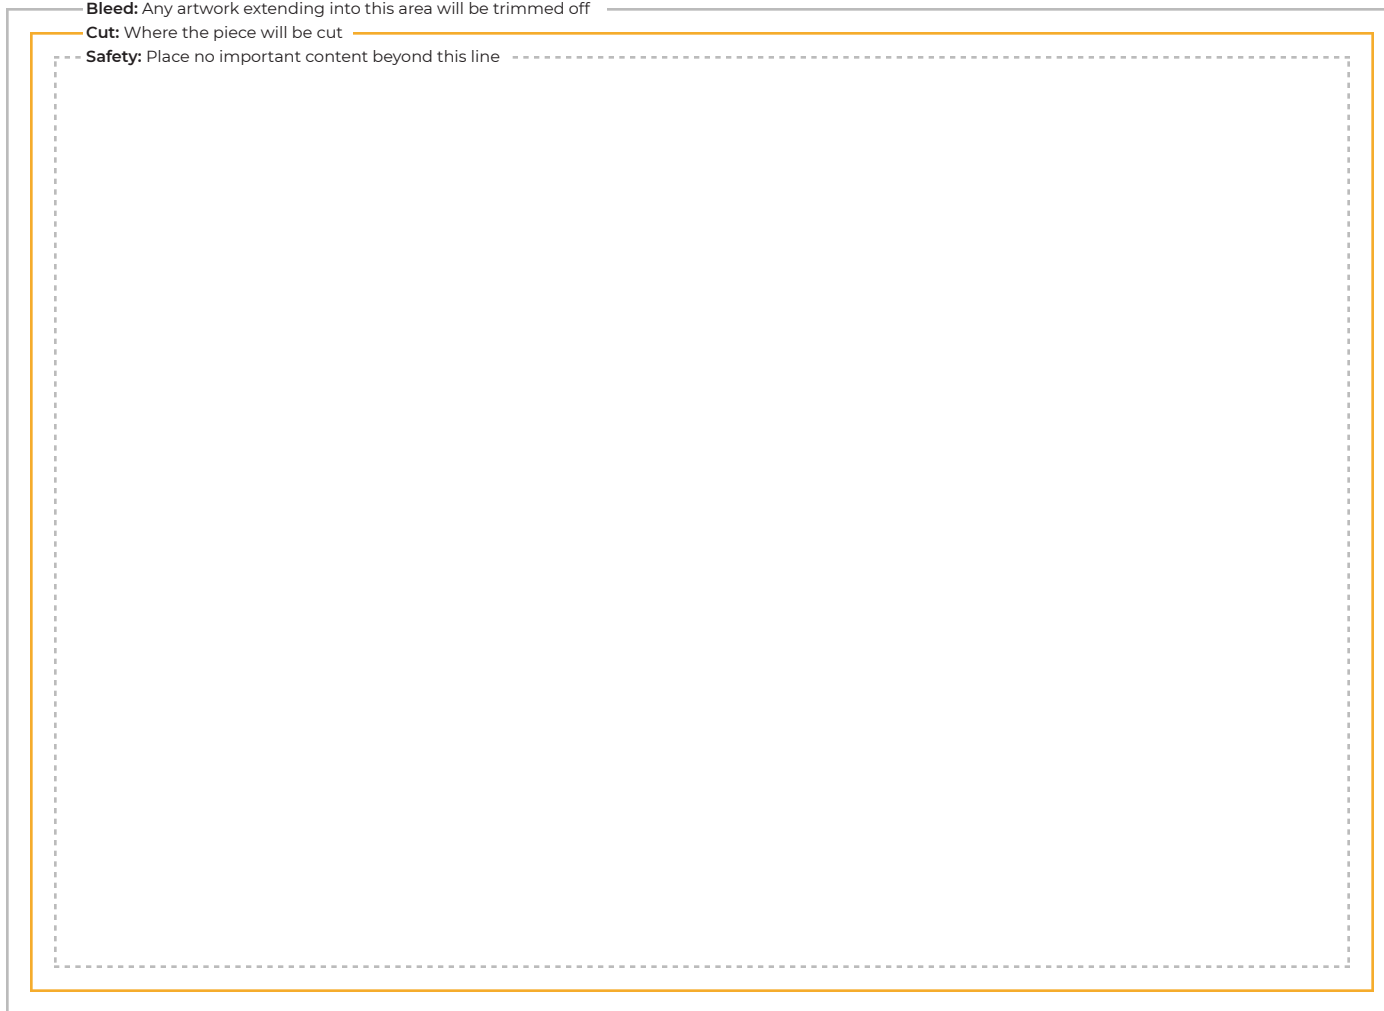 Bleed: Any artwork extending into this area will be trimmed off
Cut: Where the piece will be cut
Safety: Place no important content beyond this line